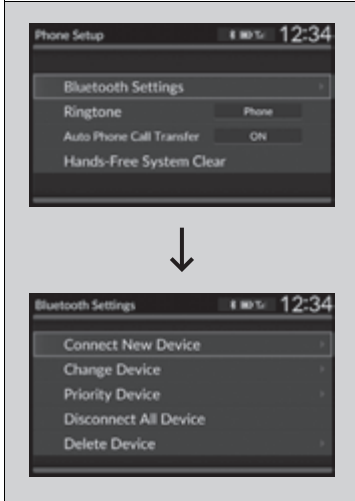 Phone Setup 12:34
Bluetooth Settings
Ringtone Phone
Auto Phone Call Transfer ON
Hands-Free System Clear
Bluetooth Settings 12:34
Connect New Device
Change Device
Priority Device
Disconnect All Device
Delete Device